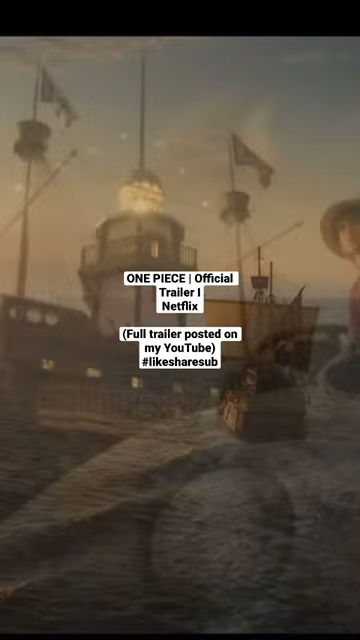 ONE PIECE | Official
Trailer I
Netflix
(Full trailer posted on
my YouTube)
#likesharesub